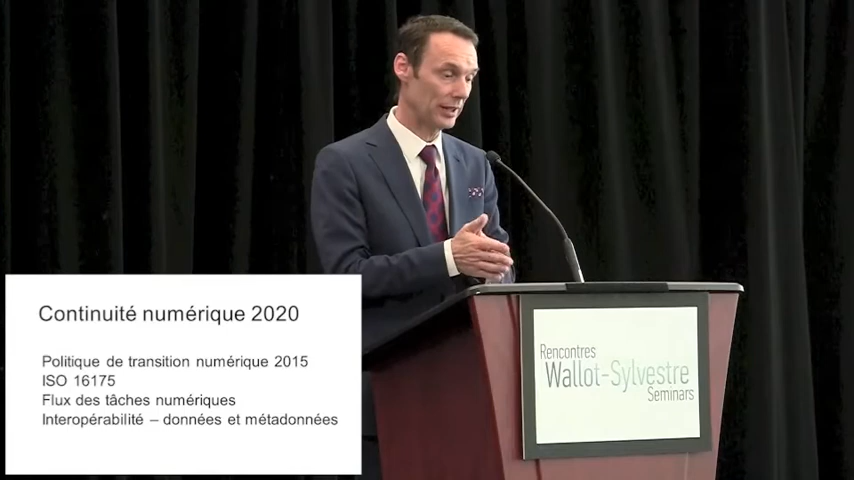 Continuité numérique 2020
Politique de transition numérique 2015
ISO 16175
Flux des tâches numériques
Interopérabilité – données et métadonnées
Rencontres
Wallot-Sylvestre
Seminars